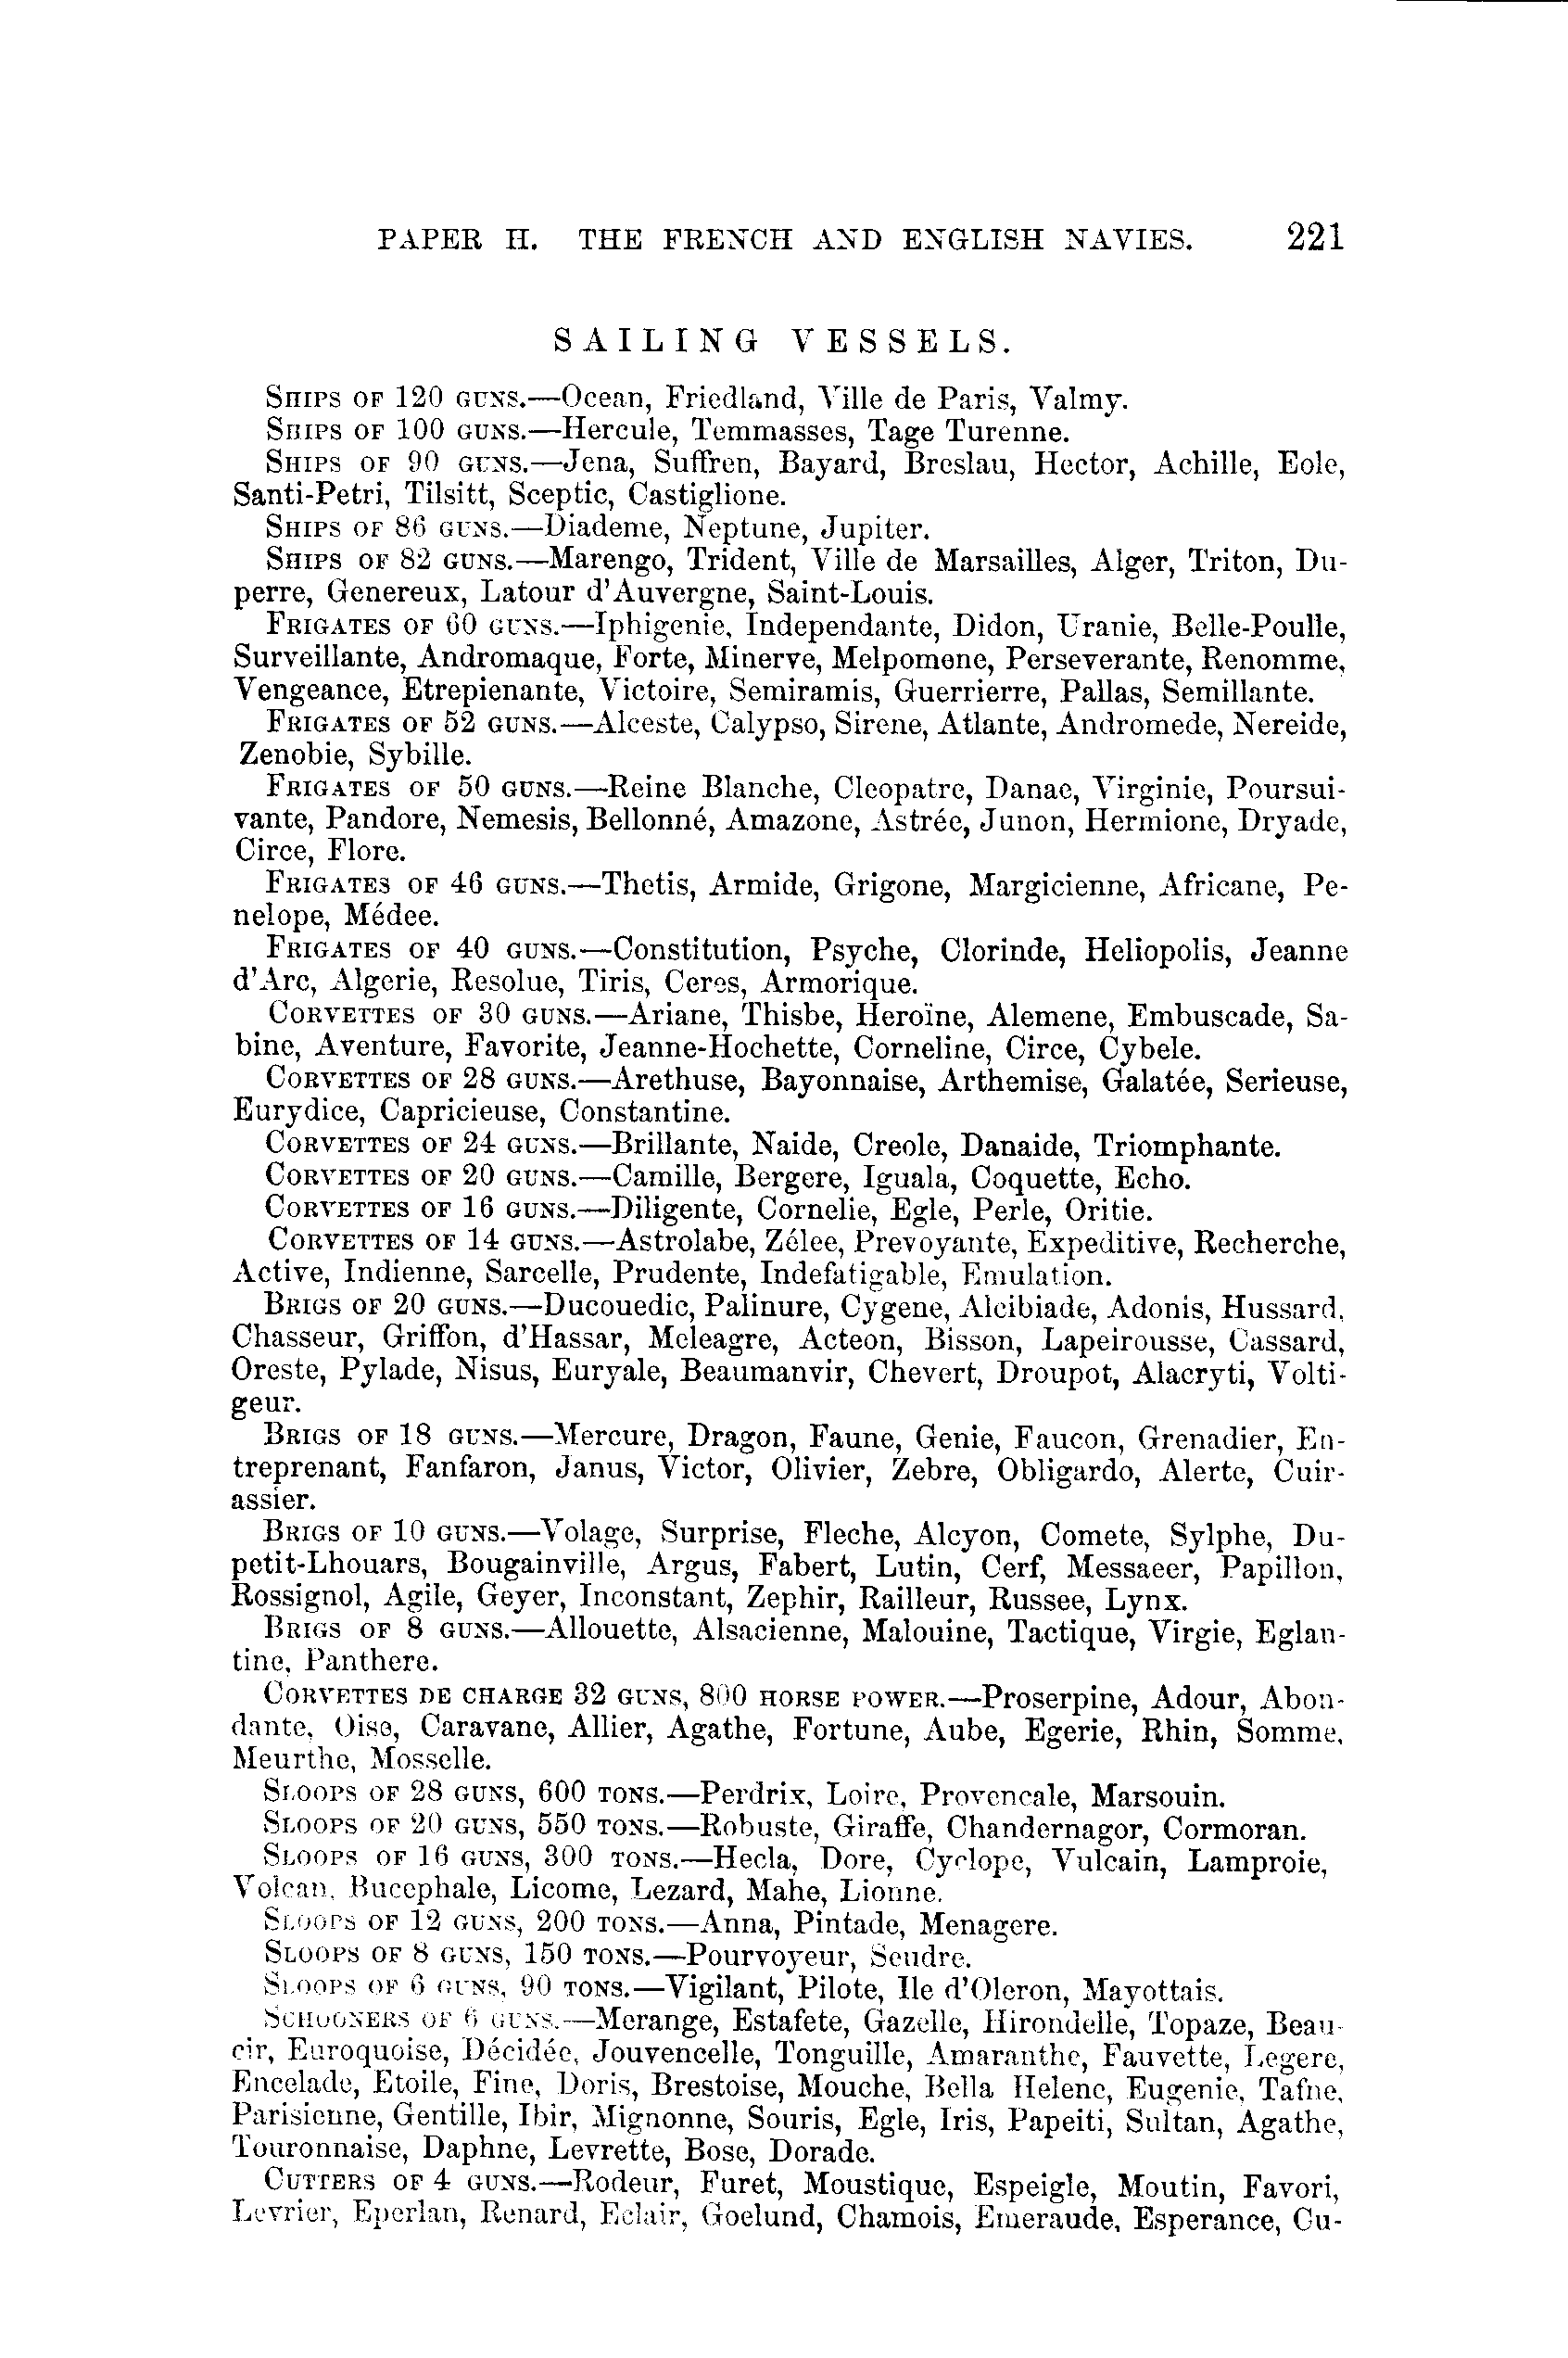 PAPER H. THE FRENCH AND ENGLISH NAVIES. 221
SAILING VESSELS.
SHIPS OF 120 GUNS.—Ocean, Friedland, Ville de Paris, Valmy.
SHIPS OF 100 GUNS.—Hercule, Temmasses, Tage Turenne.
SHIPS OF 90 GUNS.—Jena, Suffren, Bayard, Breslau, Hector, Achille, Eole,
Santi-Petri, Tilsitt, Sceptic, Castiglione.
SHIPS OF 86 GUNS.—Diademe, Neptune, Jupiter.
SHIPS OF 82 GUNS.—Marengo, Trident, Ville de Marsailles, Alger, Triton, Du-
perre, Genereux, Latour d'Auvergne, Saint-Louis.
FRIGATES OF 60 GUNS.—Iphigenie, Independante, Didon, Uranie, Belle-Poulle,
Surveillante, Andromaque, Forte, Minerve, Melpomene, Perseverante, Renomme,
Vengeance, Etrepienante, Victoire, Semiramis, Guerrierre, Pallas, Semillante.
FRIGATES OF 52 GUNS.—Alceste, Calypso, Sirene, Atlante, Andromede, Nereide,
Zenobie, Sybille.
FRIGATES OF 50 GUNS.—Reine Blanche, Cleopatre, Danae, Virginie, Poursui-
vante, Pandore, Nemesis, Bellonné, Amazone, Astrée, Junon, Hermione, Dryade,
Circe, Flore.
FRIGATES OF 46 GUNS.—Thetis, Armide, Grigone, Margicienne, Africane, Pe-
nelope, Médee.
FRIGATES OF 40 GUNS.—Constitution, Psyche, Clorinde, Heliopolis, Jeanne
d'Arc, Algerie, Resolue, Tiris, Ceres, Armorique.
CORVETTES OF 30 GUNS.—Ariane, Thisbe, Heroïne, Alemene, Embuscade, Sa-
bine, Aventure, Favorite, Jeanne-Hochette, Corneline, Circe, Cybele.
CORVETTES OF 28 GUNS.—Arethuse, Bayonnaise, Arthemise, Galatée, Serieuse,
Eurydice, Capricieuse, Constantine.
CORVETTES OF 24 GUNS.—Brillante, Naide, Creole, Danaide, Triomphante.
CORVETTES OF 20 GUNS.—Camille, Bergere, Iguala, Coquette, Echo.
CORVETTES OF 16 GUNS.—Diligente, Cornelie, Egle, Perle, Oritie.
CORVETTES OF 14 GUNS.—Astrolabe, Zélee, Prevoyante, Expeditive, Recherche,
Active, Indienne, Sarcelle, Prudente, Indefatigable, Emulation.
BRIGS OF 20 GUNS.—Ducouedic, Palinure, Cygene, Alcibiade, Adonis, Hussard,
Chasseur, Griffon, d'Hassar, Meleagre, Acteon, Bisson, Lapeirousse, Cassard,
Oreste, Pylade, Nisus, Euryale, Beaumanvir, Chevert, Droupot, Alacryti, Volti-
geur.
BRIGS OF 18 GUNS.—Mercure, Dragon, Faune, Genie, Faucon, Grenadier, En-
treprenant, Fanfaron, Janus, Victor, Olivier, Zebre, Obligardo, Alerte, Cuir-
assier.
BRIGS OF 10 GUNS.—Volage, Surprise, Fleche, Alcyon, Comete, Sylphe, Du-
petit-Lhouars, Bougainville, Argus, Fabert, Lutin, Cerf, Messaeer, Papillon,
Rossignol, Agile, Geyer, Inconstant, Zephir, Railleur, Russee, Lynx.
BRIGS OF 8 GUNS.—Allouette, Alsacienne, Malouine, Tactique, Virgie, Eglan-
tine, Panthere.
CORVETTES DE CHARGE 32 GUNS, 800 HORSE POWER.—Proserpine, Adour, Abon-
dante, Oise, Caravane, Allier, Agathe, Fortune, Aube, Egerie, Rhin, Somme,
Meurthe, Mosselle.
SLOOPS OF 28 GUNS, 600 TONS.—Perdrix, Loire, Provencale, Marsouin.
SLOOPS OF 20 GUNS, 550 TONS.—Robuste, Giraffe, Chandernagor, Cormoran.
SLOOPS OF 16 GUNS, 300 TONS.—Hecla, Dore, Cyclope, Vulcain, Lamproie,
Volcan, Bucephale, Licome, Lezard, Mahe, Lionne.
SLOOPS OF 12 GUNS, 200 TONS.—Anna, Pintade, Menagere.
SLOOPS OF 8 GUNS, 150 TONS.—Pourvoyeur, Seudre.
SLOOPS OF 6 GUNS, 90 TONS.—Vigilant, Pilote, Ile d'Oleron, Mayottais.
SCHOONERS OF 6 GUNS.—Merange, Estafete, Gazelle, Hirondelle, Topaze, Beau-
cir, Euroquoise, Décidée, Jouvencelle, Tonguille, Amaranthe, Fauvette, Legere,
Encelade, Etoile, Fine, Doris, Brestoise, Mouche, Bella Helene, Eugenie, Tafne,
Parisienne, Gentille, Ibir, Mignonne, Souris, Egle, Iris, Papeiti, Sultan, Agathe,
Touronnaise, Daphne, Levrette, Bose, Dorade.
CUTTERS OF 4 GUNS.—Rodeur, Furet, Moustique, Espeigle, Moutin, Favori,
Levrier, Eperlan, Renard, Eclair, Goelund, Chamois, Emeraude, Esperance, Cu-